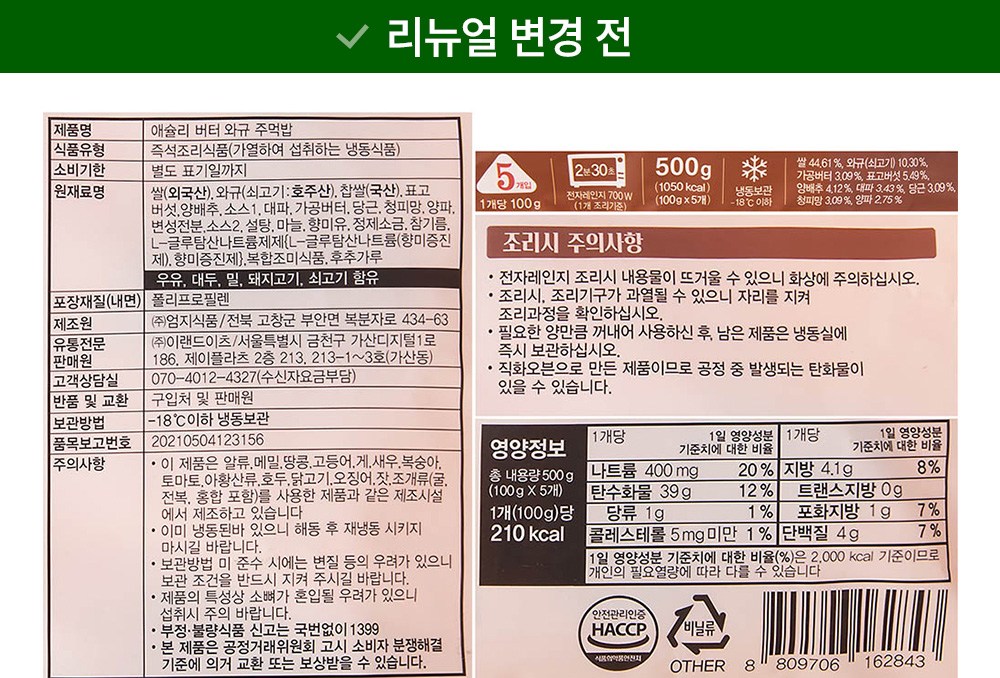 리뉴얼 변경 전
제품명 애슐리 버터 와규 주먹밥
식품유형 즉석조리식품(가열하여 섭취하는 냉동식품)
소비기한 별도 표기일까지
원재료명 쌀(외국산), 와규(쇠고기:호주산), 찹쌀(국산), 표고
버섯, 양배추, 소스1, 대파, 가공버터, 당근, 청피망, 양파,
변성전분, 소스2, 설탕, 마늘, 향미유, 정제소금, 참기름,
L-글루탐산나트륨제제{L-글루탐산나트륨(향미증진
제), 향미증진제}, 복합조미식품, 후추가루
우유, 대두, 밀, 돼지고기, 쇠고기 함유
포장재질(내면) 폴리프로필렌
제조원 ㈜엄지식품/전북 고창군 부안면 복분자로 434-63
유통전문 ㈜이랜드이츠/서울특별시 금천구 가산디지털1로
판매원 186, 제이플라츠 2층 213, 213-1~3호(가산동)
고객상담실 070-4012-4327(수신자요금부담)
반품 및 교환 구입처 및 판매원
보관방법 -18℃이하 냉동보관
품목보고번호 20210504123156
주의사항 • 이 제품은 알류, 메밀, 땅콩, 고등어, 게, 새우, 복숭아,
토마토, 아황산류, 호두, 닭고기, 오징어, 잣, 조개류(굴,
전복, 홍합 포함)를 사용한 제품과 같은 제조시설
에서 제조하고 있습니다
• 이미 냉동된바 있으니 해동 후 재냉동 시키지
마시길 바랍니다.
• 보관방법 미 준수 시에는 변질 등의 우려가 있으니
보관 조건을 반드시 지켜 주시길 바랍니다.
• 제품의 특성상 소뼈가 혼입될 우려가 있으니
섭취시 주의 바랍니다.
• 부정·불량식품 신고는 국번없이 1399
• 본 제품은 공정거래위원회 고시 소비자 분쟁해결
기준에 의거 교환 또는 보상받을 수 있습니다.
5개입
1개당 100g
2분30초
전자레인지 700W
(1개 조리기준)
500g
(1050 kcal)
(100g x 5개)
냉동보관
-18℃ 이하
쌀 44.61%, 와규(쇠고기) 10.30%,
가공버터 3.09%, 표고버섯 5.49%,
양배추 4.12%, 대파 3.43%, 당근 3.09%,
청피망 3.09%, 양파 2.75%
조리시 주의사항
• 전자레인지 조리시 내용물이 뜨거울 수 있으니 화상에 주의하십시오.
• 조리시, 조리기구가 과열될 수 있으니 자리를 지켜
조리과정을 확인하십시오.
• 필요한 양만큼 꺼내어 사용하신 후, 남은 제품은 냉동실에
즉시 보관하십시오.
• 직화오븐으로 만든 제품이므로 공정 중 발생되는 탄화물이
있을 수 있습니다.
영양정보
총 내용량 500g
(100g X 5개)
1개(100g)당
210 kcal
1개당 1일 영양성분 기준치에 대한 비율 1개당 1일 영양성분 기준치에 대한 비율
나트륨 400 mg 20% 지방 4.1g 8%
탄수화물 39g 12% 트랜스지방 0g
당류 1g 1% 포화지방 1g 7%
콜레스테롤 5mg미만 1% 단백질 4g 7%
1일 영양성분 기준치에 대한 비율(%)은 2,000 kcal 기준이므로
개인의 필요열량에 따라 다를 수 있습니다
안전관리인증
HACCP
식품의약품안전처
비닐류
OTHER
8 809706 162843